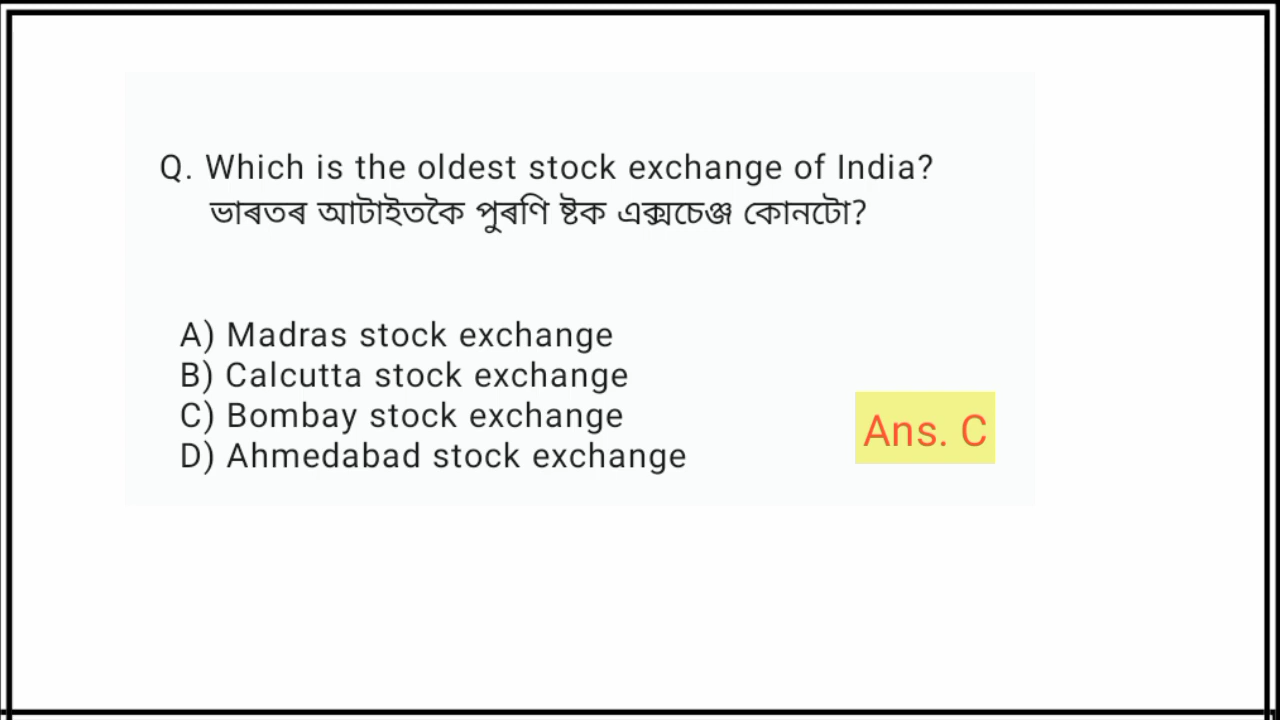 Q. Which is the oldest stock exchange of India?
ভাৰতৰ আটাইতকৈ পুৰণি ষ্টক এক্সচেঞ্জ কোনটো?
A) Madras stock exchange
B) Calcutta stock exchange
C) Bombay stock exchange
D) Ahmedabad stock exchange
Ans. C